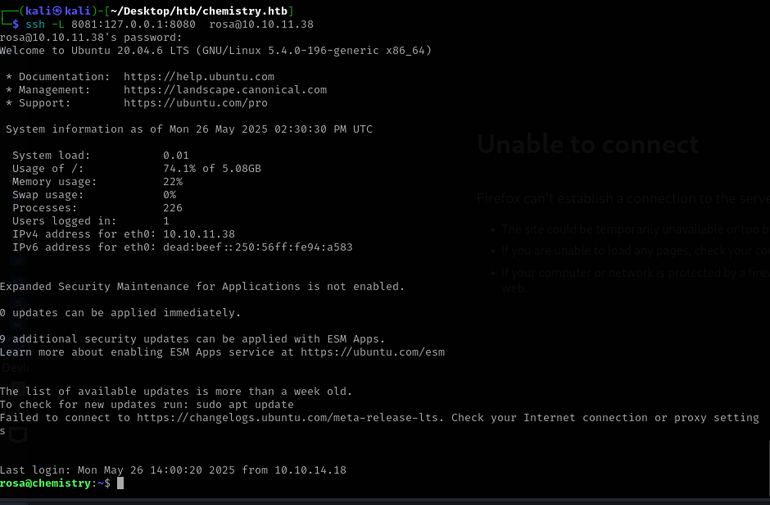 ┌──(kali㉿kali)-[~/Desktop/htb/chemistry.htb]
└─$ ssh -L 8081:127.0.0.1:8080  rosa@10.10.11.38
rosa@10.10.11.38's password:
Welcome to Ubuntu 20.04.6 LTS (GNU/Linux 5.4.0-196-generic x86_64)
 * Documentation:  https://help.ubuntu.com
 * Management:     https://landscape.canonical.com
 * Support:        https://ubuntu.com/pro
 System information as of Mon 26 May 2025 02:30:30 PM UTC
Unable to connect
  System load:           0.01
  Usage of /:            74.1% of 5.08GB
  Memory usage:          22%
  Swap usage:            0%
  Processes:             226
  Users logged in:       1
  IPv4 address for eth0: 10.10.11.38
  IPv6 address for eth0: dead:beef::250:56ff:fe94:a583
Firefox can't establish a connection to the serve
The site could be temporarily unavailable or too b
If you are unable to load any pages, check your co
If your computer or network is protected by a firew
web.
Expanded Security Maintenance for Applications is not enabled.
0 updates can be applied immediately.
9 additional security updates can be applied with ESM Apps.
Learn more about enabling ESM Apps service at https://ubuntu.com/esm
The list of available updates is more than a week old.
To check for new updates run: sudo apt update
Failed to connect to https://changelogs.ubuntu.com/meta-release-lts. Check your Internet connection or proxy setting
s
Last login: Mon May 26 14:00:20 2025 from 10.10.14.18
rosa@chemistry:~$